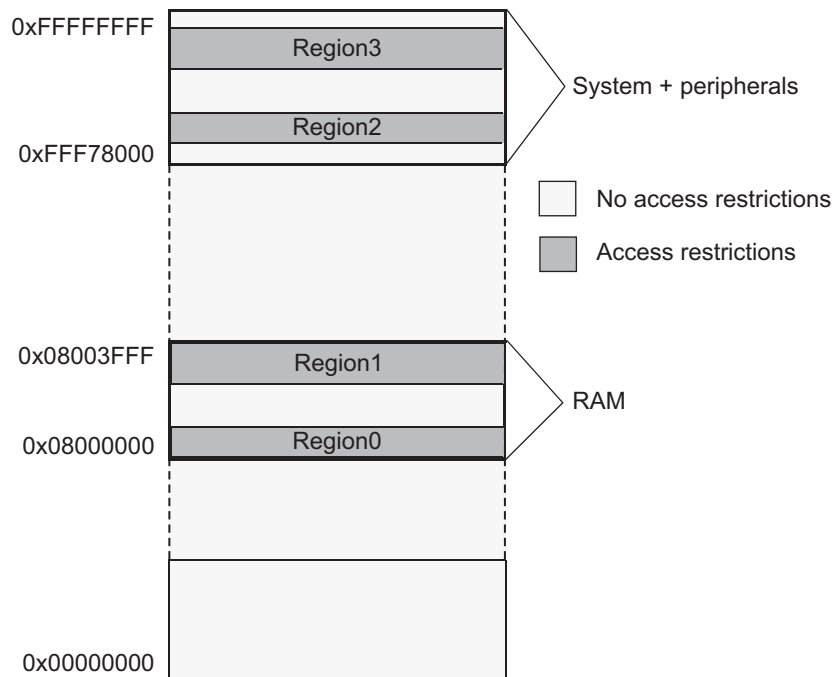 0xFFFFFFFF
Region3
System + peripherals
Region2
0xFFF78000
No access restrictions
Access restrictions
0x08003FFF
Region1
RAM
Region0
0x08000000
0x00000000